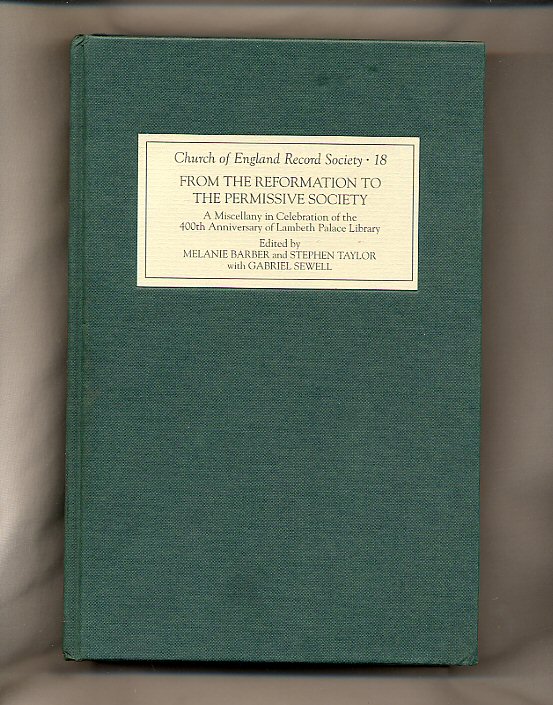 Church of England Record Society · 18
FROM THE REFORMATION TO
THE PERMISSIVE SOCIETY
A Miscellany in Celebration of the
400th Anniversary of Lambeth Palace Library
Edited by
MELANIE BARBER and STEPHEN TAYLOR
with GABRIEL SEWELL